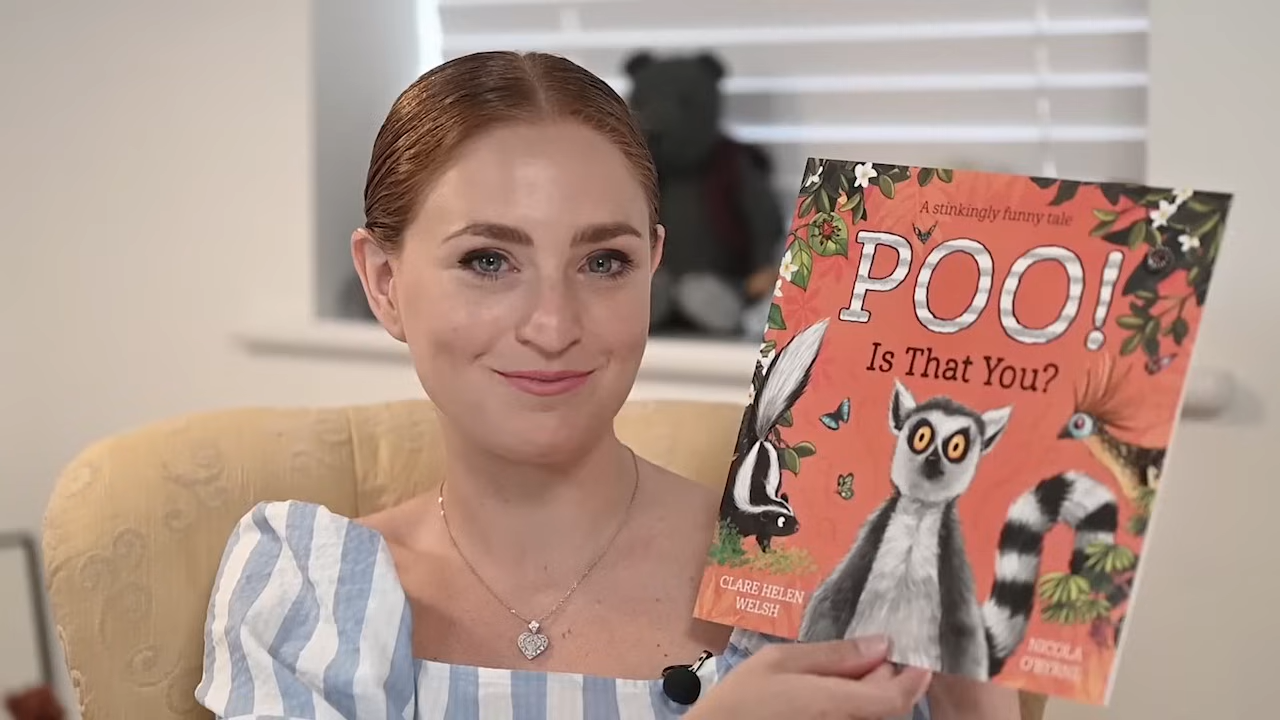 A stinkingly funny tale
POO!
Is That You?
CLARE HELEN
WELSH
NICOLA
O'BYRNE